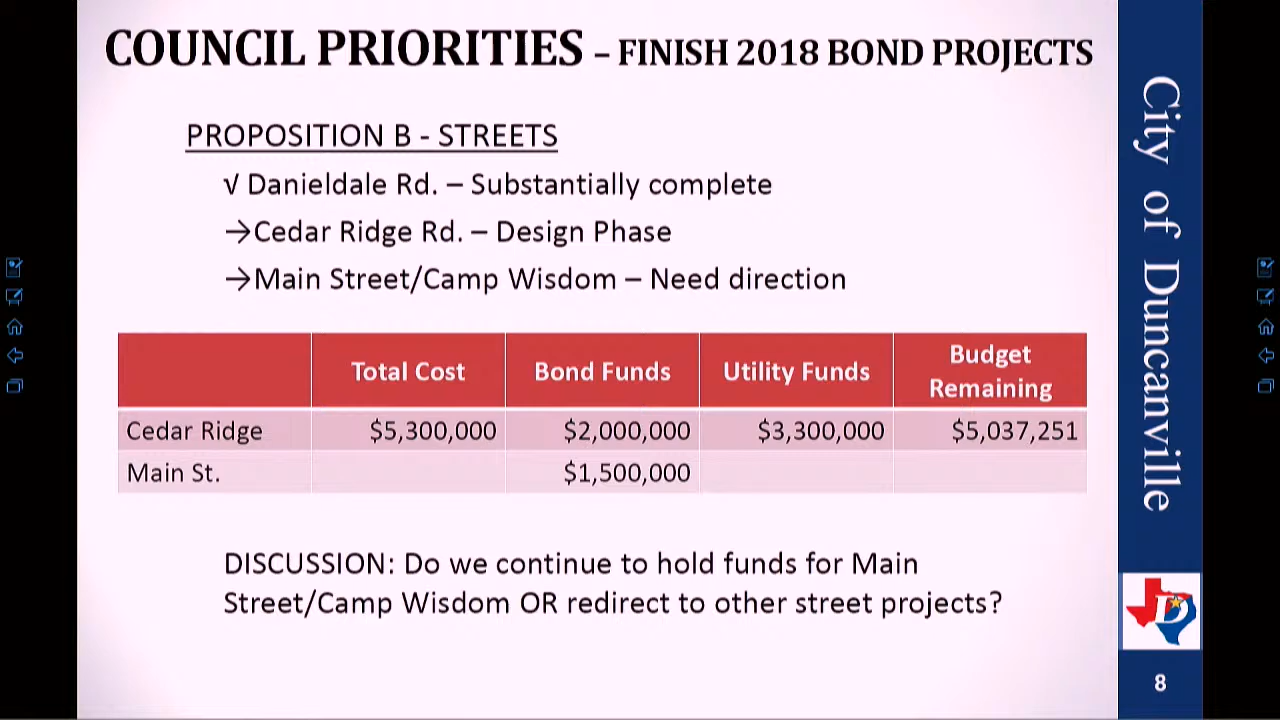 COUNCIL PRIORITIES – FINISH 2018 BOND PROJECTS
PROPOSITION B - STREETS
√ Danieldale Rd. – Substantially complete
→Cedar Ridge Rd. – Design Phase
→Main Street/Camp Wisdom – Need direction
Total Cost Bond Funds Utility Funds Budget Remaining
Cedar Ridge $5,300,000 $2,000,000 $3,300,000 $5,037,251
Main St. $1,500,000
DISCUSSION: Do we continue to hold funds for Main
Street/Camp Wisdom OR redirect to other street projects?
City of Duncanville
D
8